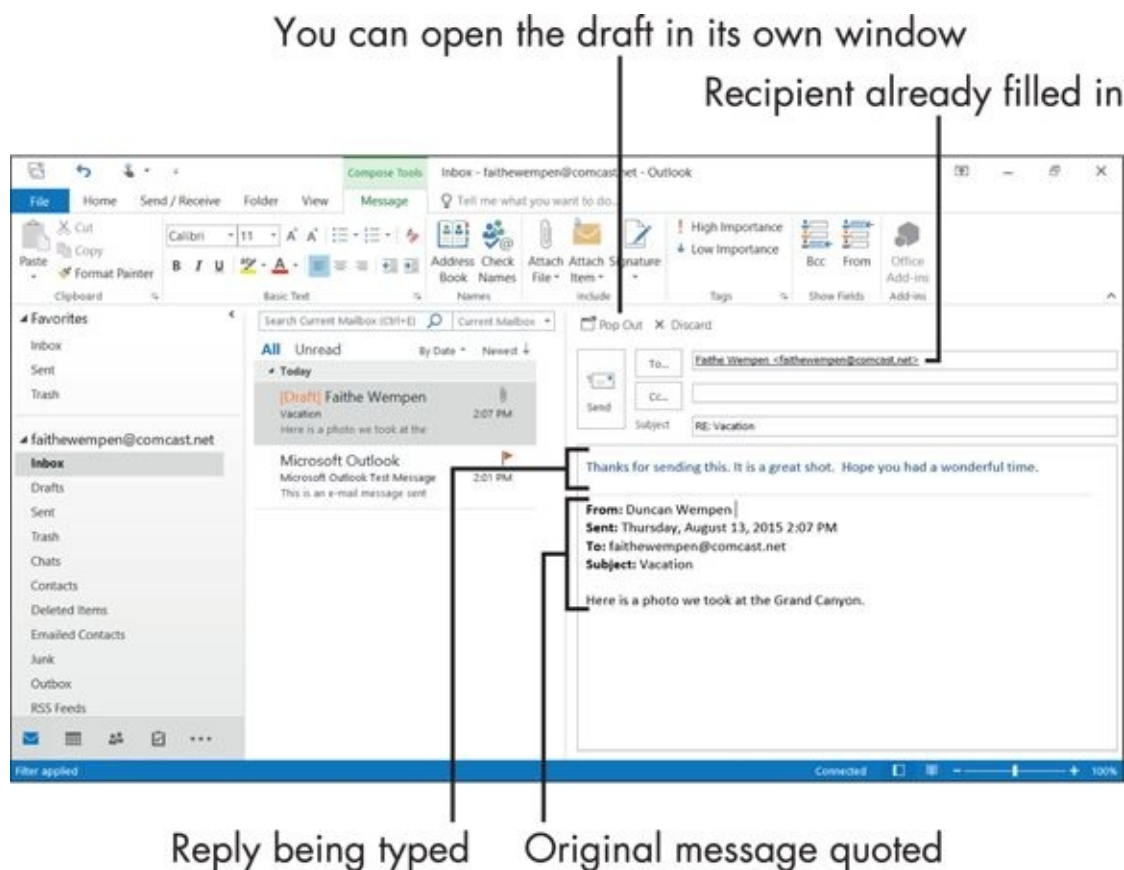 You can open the draft in its own window
Recipient already filled in
Compose Tools Inbox - faithewempen@comcast.net - Outlook
File Home Send / Receive Folder View Message Tell me what you want to do...
Cut
Copy
Paste Format Painter
Clipboard
Calibri 11 A A
B I U A
Basic Text
Address Book Check Names
Names
Attach File Attach Item Signature
Include
High Importance
Low Importance
Tags
Bcc From
Show Fields
Office Add-ins
Add-ins
Favorites
Inbox
Sent
Trash
faithewempen@comcast.net
Inbox
Drafts
Sent
Trash
Chats
Contacts
Deleted Items
Emailed Contacts
Junk
Outbox
RSS Feeds
Search Current Mailbox (Ctrl+E) Current Mailbox
All Unread By Date Newest
Today
[Draft] Faithe Wempen
Vacation 2:07 PM
Here is a photo we took at the
Microsoft Outlook
Microsoft Outlook Test Message 2:01 PM
This is an e-mail message sent
Pop Out Discard
Send
To... Faithe Wempen <faithewempen@comcast.net>
Cc...
Subject RE: Vacation
Thanks for sending this. It is a great shot. Hope you had a wonderful time.
From: Duncan Wempen
Sent: Thursday, August 13, 2015 2:07 PM
To: faithewempen@comcast.net
Subject: Vacation
Here is a photo we took at the Grand Canyon.
Filter applied Connected 100%
Reply being typed Original message quoted